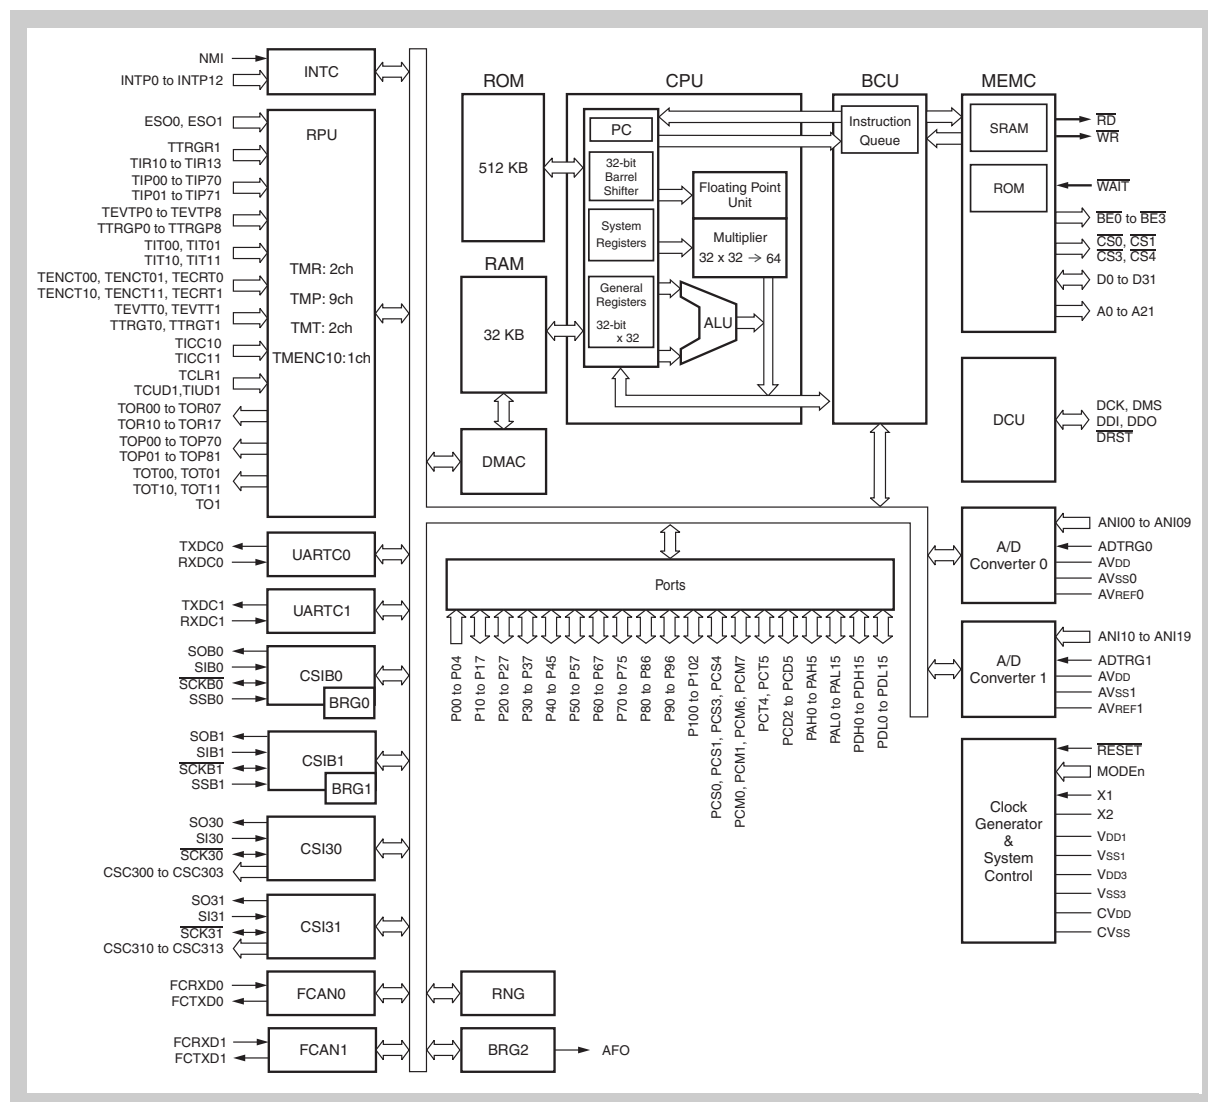 NMI
INTP0 to INTP12
INTC
ESO0, ESO1
TTRGR1
TIR10 to TIR13
TIP00 to TIP70
TIP01 to TIP71
TEVTP0 to TEVTP8
TTRGP0 to TTRGP8
TIT00, TIT01
TIT10, TIT11
TENCT00, TENCT01, TECRT0
TENCT10, TENCT11, TECRT1
TEVTT0, TEVTT1
TTRGT0, TTRGT1
TICC10
TICC11
TCLR1
TCUD1,TIUD1
TOR00 to TOR07
TOR10 to TOR17
TOP00 to TOP70
TOP01 to TOP81
TOT00, TOT01
TOT10, TOT11
TO1
RPU
TMR: 2ch
TMP: 9ch
TMT: 2ch
TMENC10:1ch
TXDC0
RXDC0
UARTC0
TXDC1
RXDC1
UARTC1
SOB0
SIB0
SCKB0
SSB0
CSIB0
BRG0
SOB1
SIB1
SCKB1
SSB1
CSIB1
BRG1
SO30
SI30
SCK30
CSC300 to CSC303
CSI30
SO31
SI31
SCK31
CSC310 to CSC313
CSI31
FCRXD0
FCTXD0
FCAN0
FCRXD1
FCTXD1
FCAN1
ROM
512 KB
RAM
32 KB
DMAC
CPU
PC
32-bit
Barrel
Shifter
System
Registers
General
Registers
32-bit
x 32
Floating Point
Unit
Multiplier
32 x 32 → 64
ALU
BCU
Instruction
Queue
MEMC
SRAM
ROM
RD
WR
WAIT
BE0 to BE3
CS0, CS1
CS3, CS4
D0 to D31
A0 to A21
DCU
DCK, DMS
DDI, DDO
DRST
A/D
Converter 0
ANI00 to ANI09
ADTRG0
AVDD
AVSS0
AVREF0
A/D
Converter 1
ANI10 to ANI19
ADTRG1
AVDD
AVSS1
AVREF1
Clock
Generator
&
System
Control
RESET
MODEn
X1
X2
VDD1
VSS1
VDD3
VSS3
CVDD
CVSS
Ports
P00 to P04
P10 to P17
P20 to P27
P30 to P37
P40 to P45
P50 to P57
P60 to P67
P70 to P75
P80 to P86
P90 to P96
P100 to P102
PCS0, PCS1, PCS3, PCS4
PCM0, PCM1, PCM6, PCM7
PCT4, PCT5
PCD2 to PCD5
PAH0 to PAH5
PAL0 to PAL15
PDH0 to PDH15
PDL0 to PDL15
RNG
BRG2
AFO